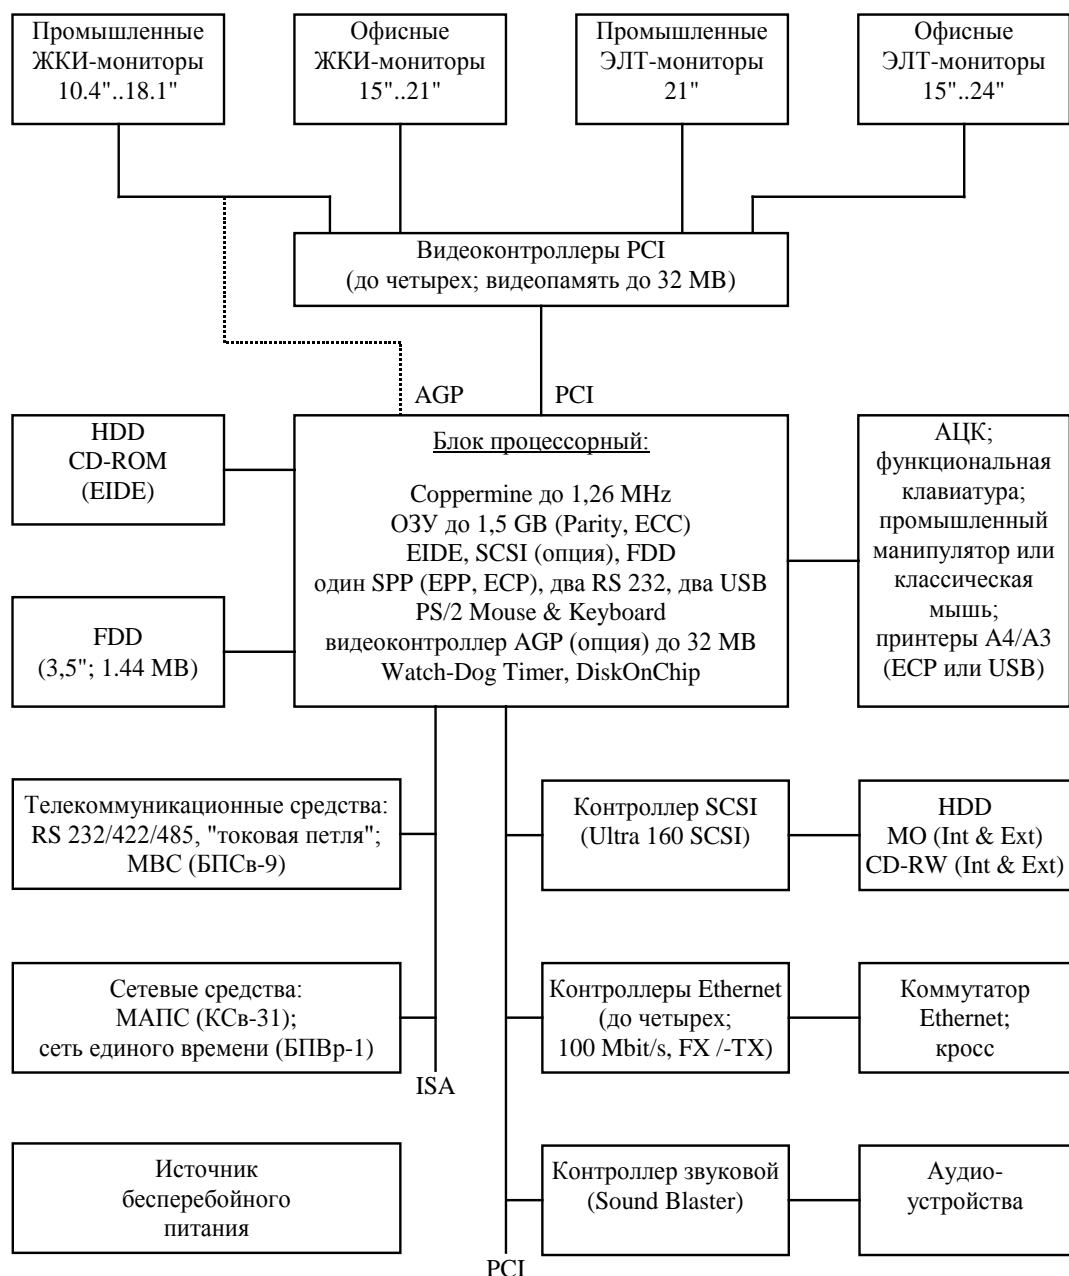 Промышленные
ЖКИ-мониторы
10.4"..18.1"
Офисные
ЖКИ-мониторы
15"..21"
Промышленные
ЭЛТ-мониторы
21"
Офисные
ЭЛТ-мониторы
15"..24"
Видеоконтроллеры PCI
(до четырех; видеопамять до 32 MB)
AGP
PCI
HDD
CD-ROM
(EIDE)
FDD
(3,5"; 1.44 MB)
Блок процессорный:
Coppermine до 1,26 MHz
ОЗУ до 1,5 GB (Parity, ECC)
EIDE, SCSI (опция), FDD
один SPP (EPP, ECP), два RS 232, два USB
PS/2 Mouse & Keyboard
видеоконтроллер AGP (опция) до 32 MB
Watch-Dog Timer, DiskOnChip
АЦК;
функциональная
клавиатура;
промышленный
манипулятор или
классическая
мышь;
принтеры А4/А3
(ECP или USB)
Телекоммуникационные средства:
RS 232/422/485, "токовая петля";
МВС (БПСв-9)
Контроллер SCSI
(Ultra 160 SCSI)
HDD
MO (Int & Ext)
CD-RW (Int & Ext)
Сетевые средства:
МАПС (КСв-31);
сеть единого времени (БПВр-1)
ISA
Контроллеры Ethernet
(до четырех;
100 Mbit/s, FX /-TX)
Коммутатор
Ethernet;
кросс
Источник
бесперебойного
питания
Контроллер звуковой
(Sound Blaster)
Аудио-
устройства
PCI